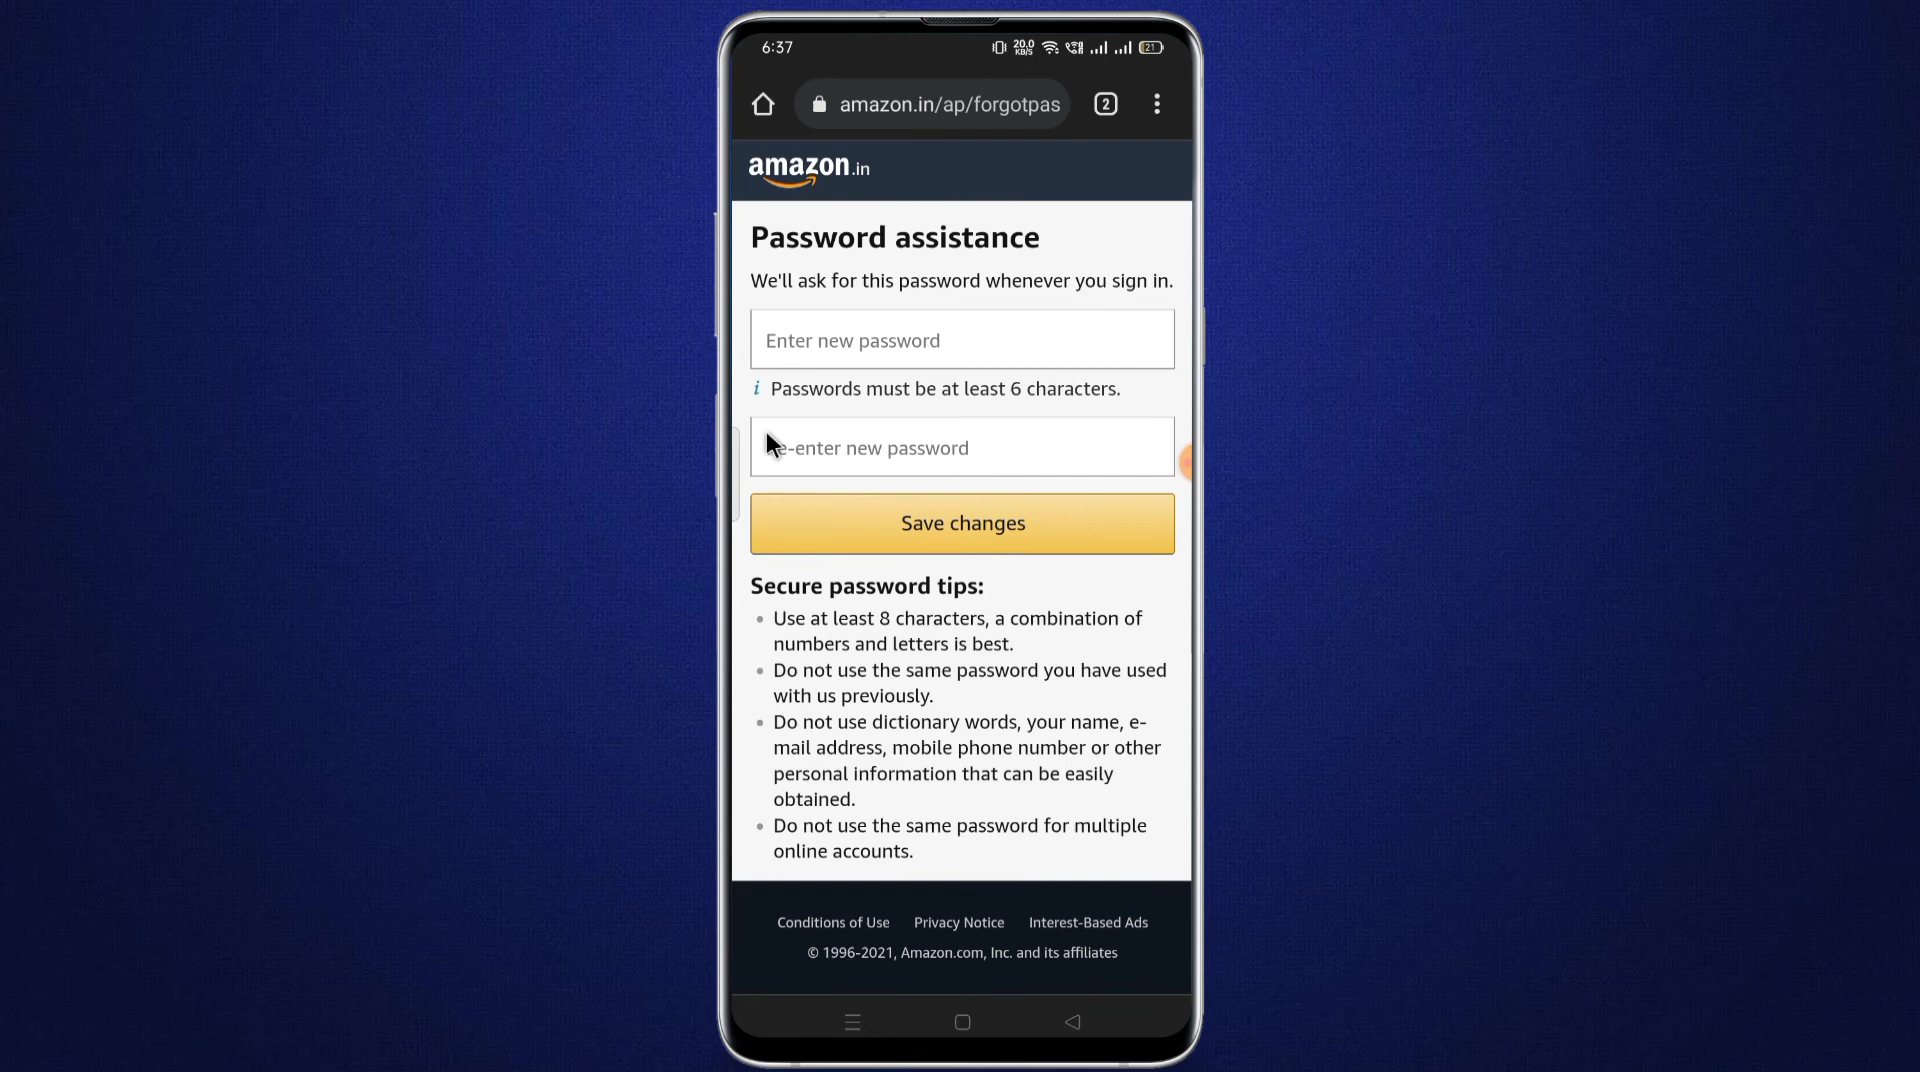 6:37
20.0
KB/S
21
amazon.in/ap/forgotpas
2
amazon.in
Password assistance
We'll ask for this password whenever you sign in.
Enter new password
i Passwords must be at least 6 characters.
e-enter new password
Save changes
Secure password tips:
• Use at least 8 characters, a combination of
numbers and letters is best.
• Do not use the same password you have used
with us previously.
• Do not use dictionary words, your name, e-
mail address, mobile phone number or other
personal information that can be easily
obtained.
• Do not use the same password for multiple
online accounts.
Conditions of Use Privacy Notice Interest-Based Ads
© 1996-2021, Amazon.com, Inc. and its affiliates